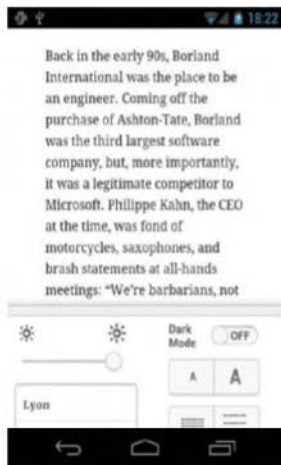 18:22
Back in the early 90s, Borland
International was the place to be
an engineer. Coming off the
purchase of Ashton-Tate, Borland
was the third largest software
company, but, more importantly,
it was a legitimate competitor to
Microsoft. Philippe Kahn, the CEO
at the time, was fond of
motorcycles, saxophones, and
brash statements at all-hands
meetings: “We’re barbarians, not
Dark
Mode
OFF
A A
Lyon